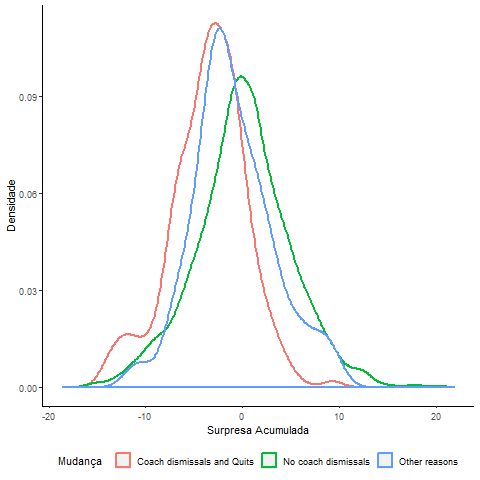 Densidade
0.09
0.06
0.03
0.00
-20 -10 0 10 20
Surpresa Acumulada
Mudança Coach dismissals and Quits No coach dismissals Other reasons